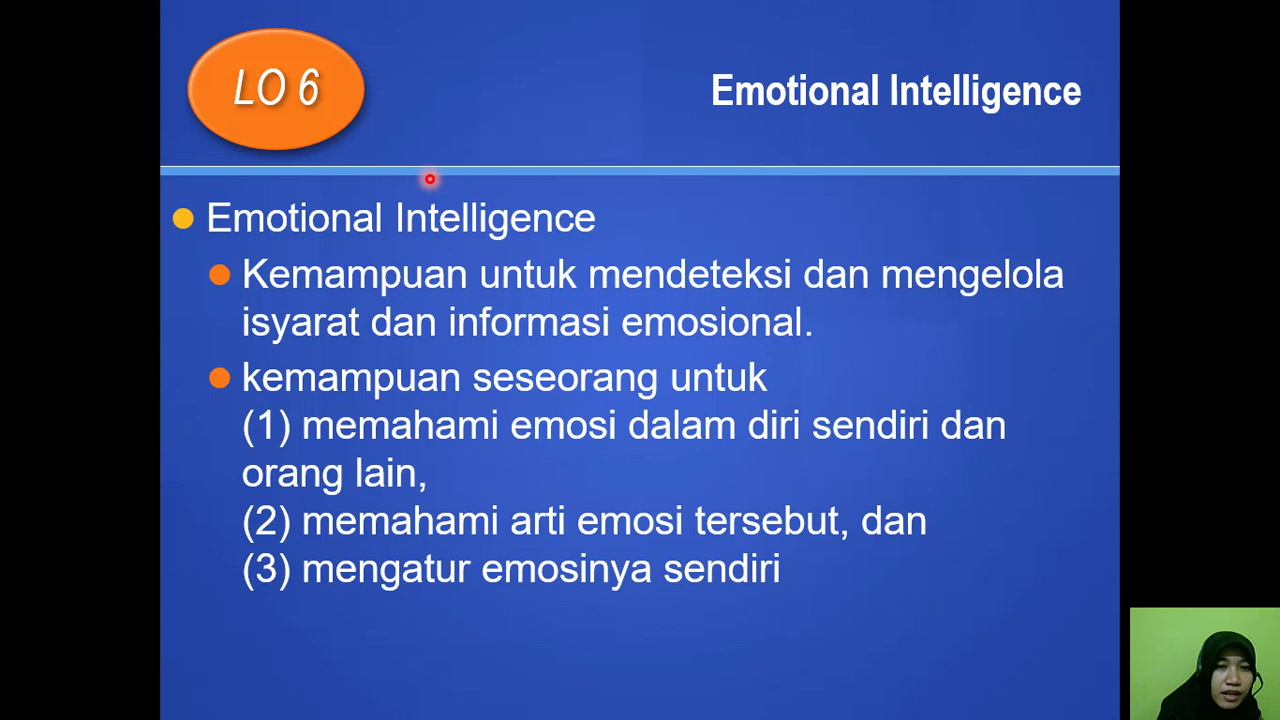 LO 6
Emotional Intelligence
Emotional Intelligence
Kemampuan untuk mendeteksi dan mengelola
isyarat dan informasi emosional.
kemampuan seseorang untuk
(1) memahami emosi dalam diri sendiri dan
orang lain,
(2) memahami arti emosi tersebut, dan
(3) mengatur emosinya sendiri